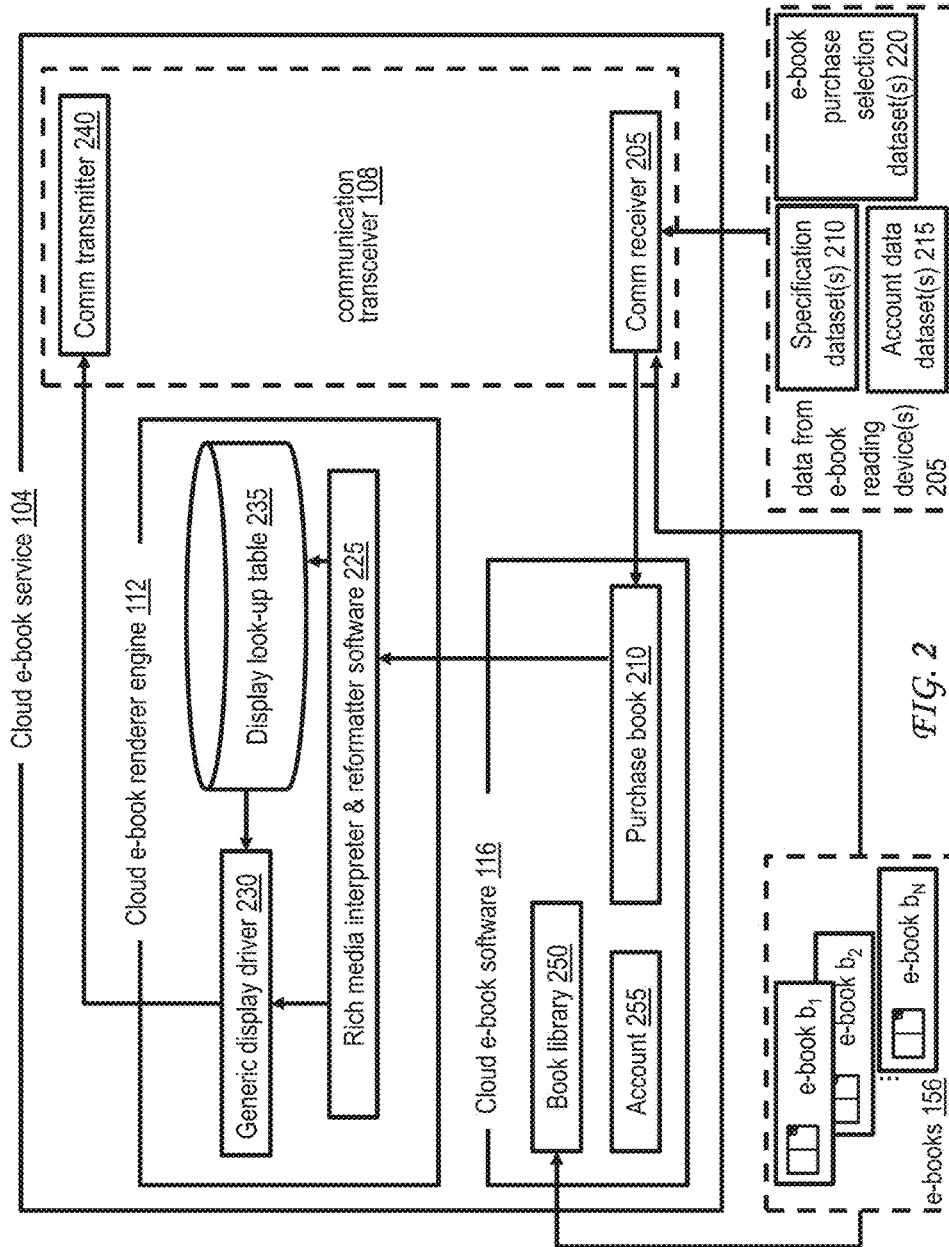 Cloud e-book service 104
Cloud e-book renderer engine 112
Generic display driver 230
Display look-up table 235
Rich media interpreter & reformatter software 225
Comm transmitter 240
communication
transceiver 108
Comm receiver 205
Cloud e-book software 116
Book library 250
Account 255
Purchase book 210
e-book b1
e-book b2
e-book bN
e-books 156
data from
e-book
reading
device(s)
205
Specification
dataset(s) 210
Account data
dataset(s) 215
e-book
purchase
selection
dataset(s) 220
FIG. 2